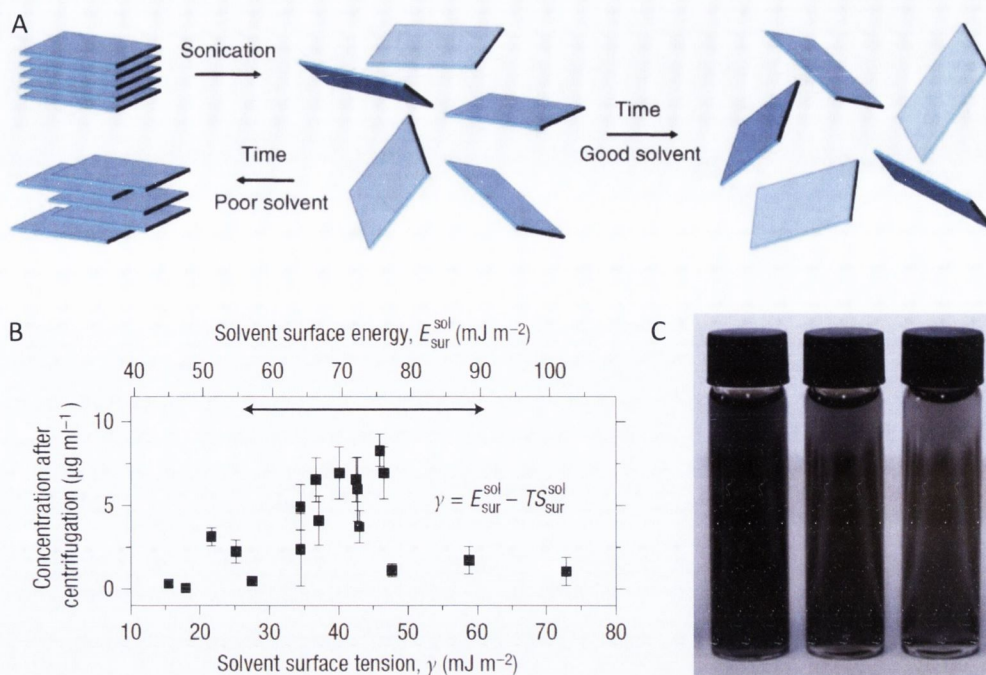 A
Sonication
Time
Good solvent
Time
Poor solvent
B
Solvent surface energy, E_sur^sol (mJ m⁻²)
40 50 60 70 80 90 100
Concentration after
centrifugation (μg ml⁻¹)
10
5
0
γ = E_sur^sol − TS_sur^sol
10 20 30 40 50 60 70 80
Solvent surface tension, γ (mJ m⁻²)
C